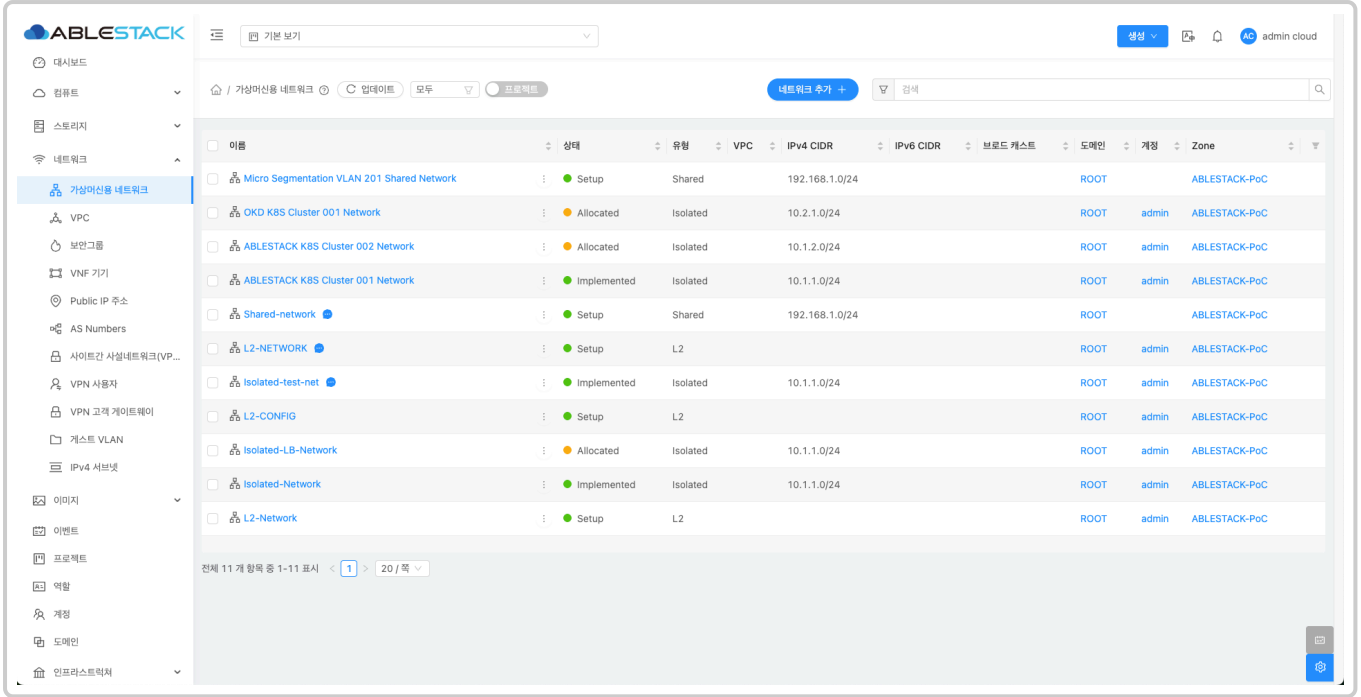 ABLESTACK
기본 보기
생성
AC admin cloud
대시보드
컴퓨트
스토리지
네트워크
가상머신용 네트워크
VPC
보안그룹
VNF 기기
Public IP 주소
AS Numbers
사이트간 사설네트워크(VP...
VPN 사용자
VPN 고객 게이트웨이
게스트 VLAN
IPv4 서브넷
이미지
이벤트
프로젝트
역할
계정
도메인
인프라스트럭쳐
/ 가상머신용 네트워크 업데이트 모두 프로젝트
네트워크 추가 +
검색
이름 상태 유형 VPC IPv4 CIDR IPv6 CIDR 브로드 캐스트 도메인 계정 Zone
Micro Segmentation VLAN 201 Shared Network Setup Shared 192.168.1.0/24 ROOT ABLESTACK-PoC
OKD K8S Cluster 001 Network Allocated Isolated 10.2.1.0/24 ROOT admin ABLESTACK-PoC
ABLESTACK K8S Cluster 002 Network Allocated Isolated 10.1.2.0/24 ROOT admin ABLESTACK-PoC
ABLESTACK K8S Cluster 001 Network Implemented Isolated 10.1.1.0/24 ROOT admin ABLESTACK-PoC
Shared-network Setup Shared 192.168.1.0/24 ROOT ABLESTACK-PoC
L2-NETWORK Setup L2 ROOT admin ABLESTACK-PoC
Isolated-test-net Implemented Isolated 10.1.1.0/24 ROOT admin ABLESTACK-PoC
L2-CONFIG Setup L2 ROOT admin ABLESTACK-PoC
Isolated-LB-Network Allocated Isolated 10.1.1.0/24 ROOT admin ABLESTACK-PoC
Isolated-Network Implemented Isolated 10.1.1.0/24 ROOT admin ABLESTACK-PoC
L2-Network Setup L2 ROOT admin ABLESTACK-PoC
전체 11 개 항목 중 1-11 표시 < 1 > 20 / 쪽